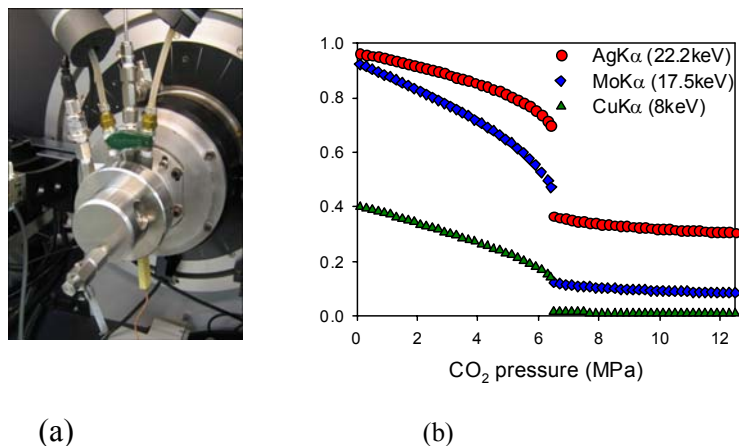 (a)
(b)
1.0
0.8
0.6
0.4
0.2
0.0
AgKα (22.2keV)
MoKα (17.5keV)
CuKα (8keV)
0 2 4 6 8 10 12
CO₂ pressure (MPa)
(a) (b)